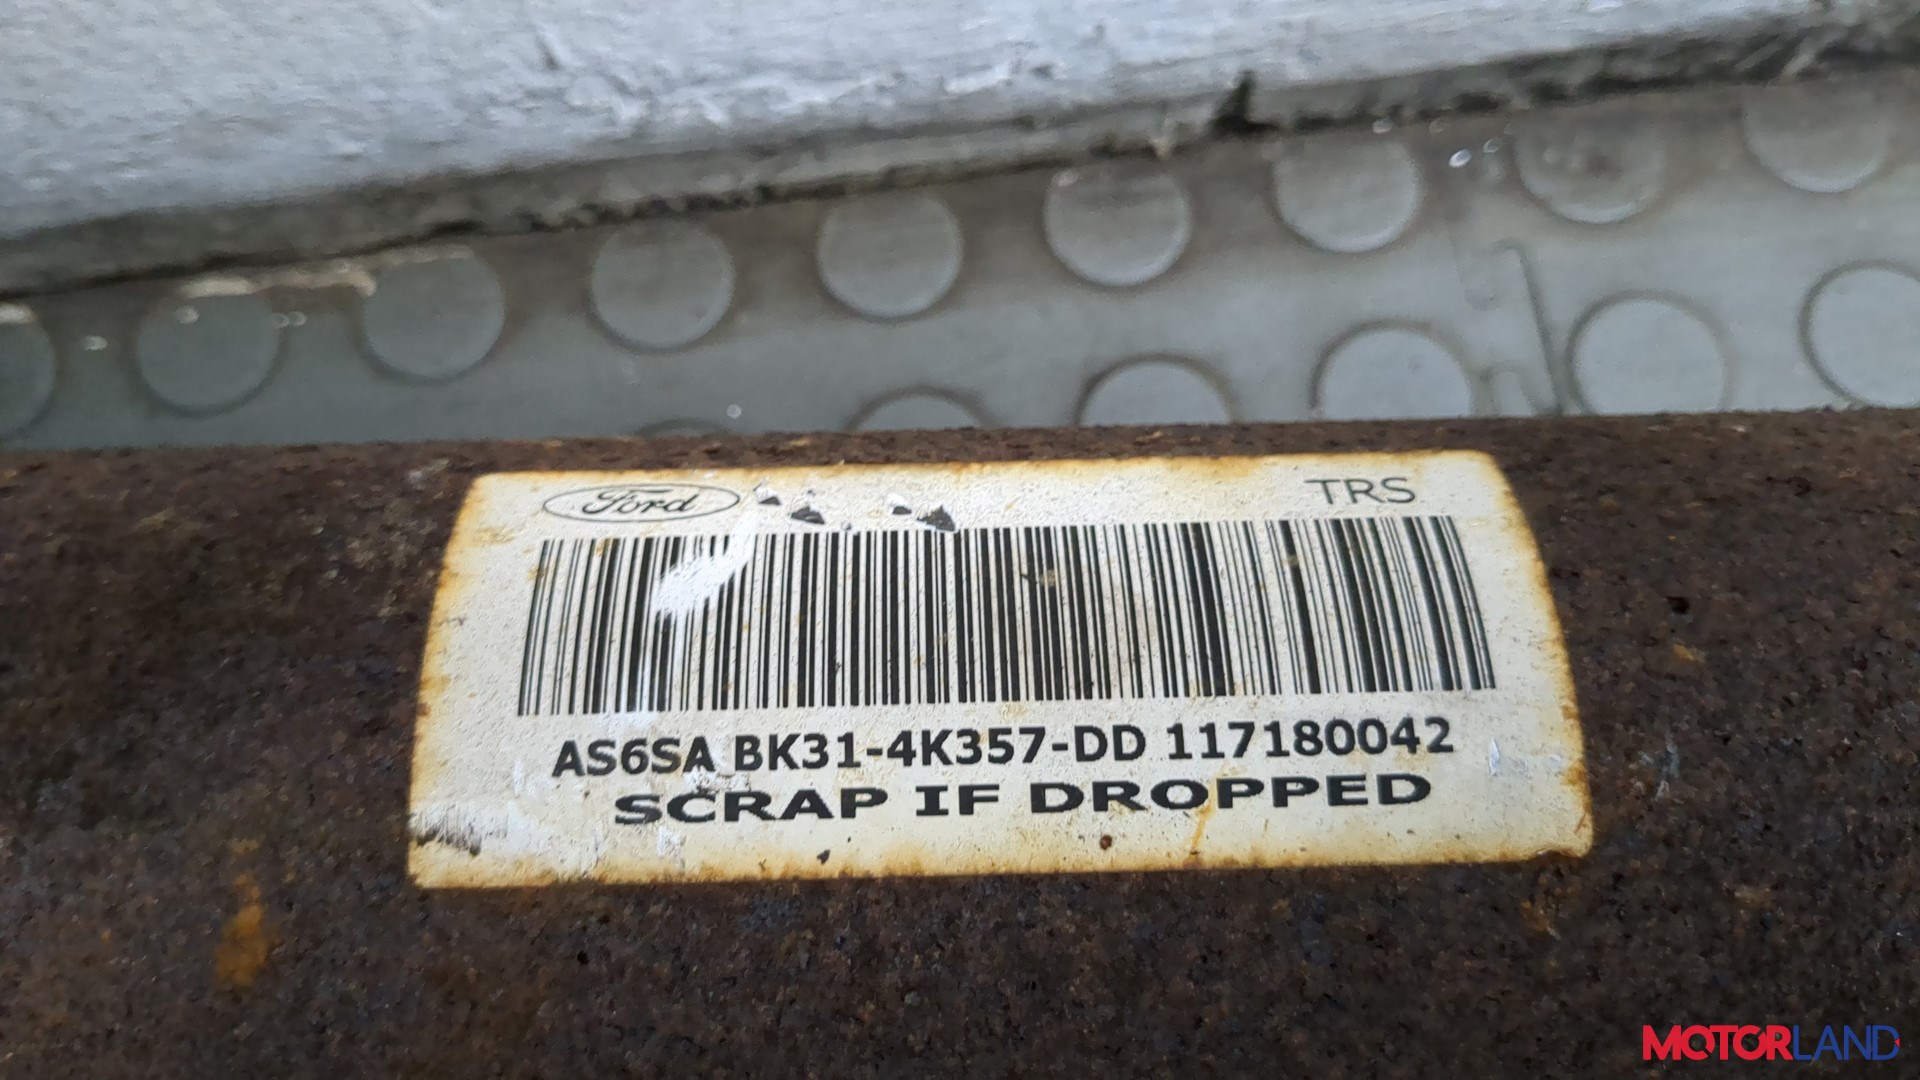 Ford TRS
AS6SA BK31-4K357-DD 117180042
SCRAP IF DROPPED
MOTORLAND